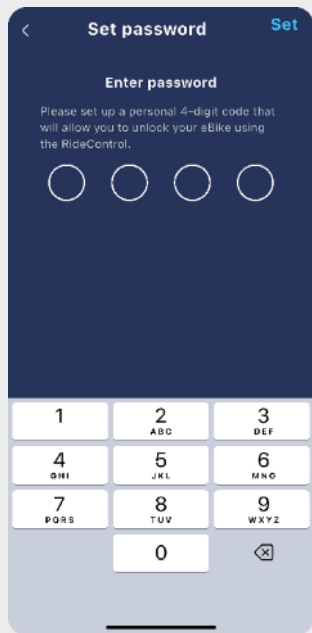 Set password Set
Enter password
Please set up a personal 4-digit code that
will allow you to unlock your eBike using
the RideControl.
1 2 3
ABC DEF
4 5 6
GHI JKL MNO
7 8 9
PQRS TUV WXYZ
0